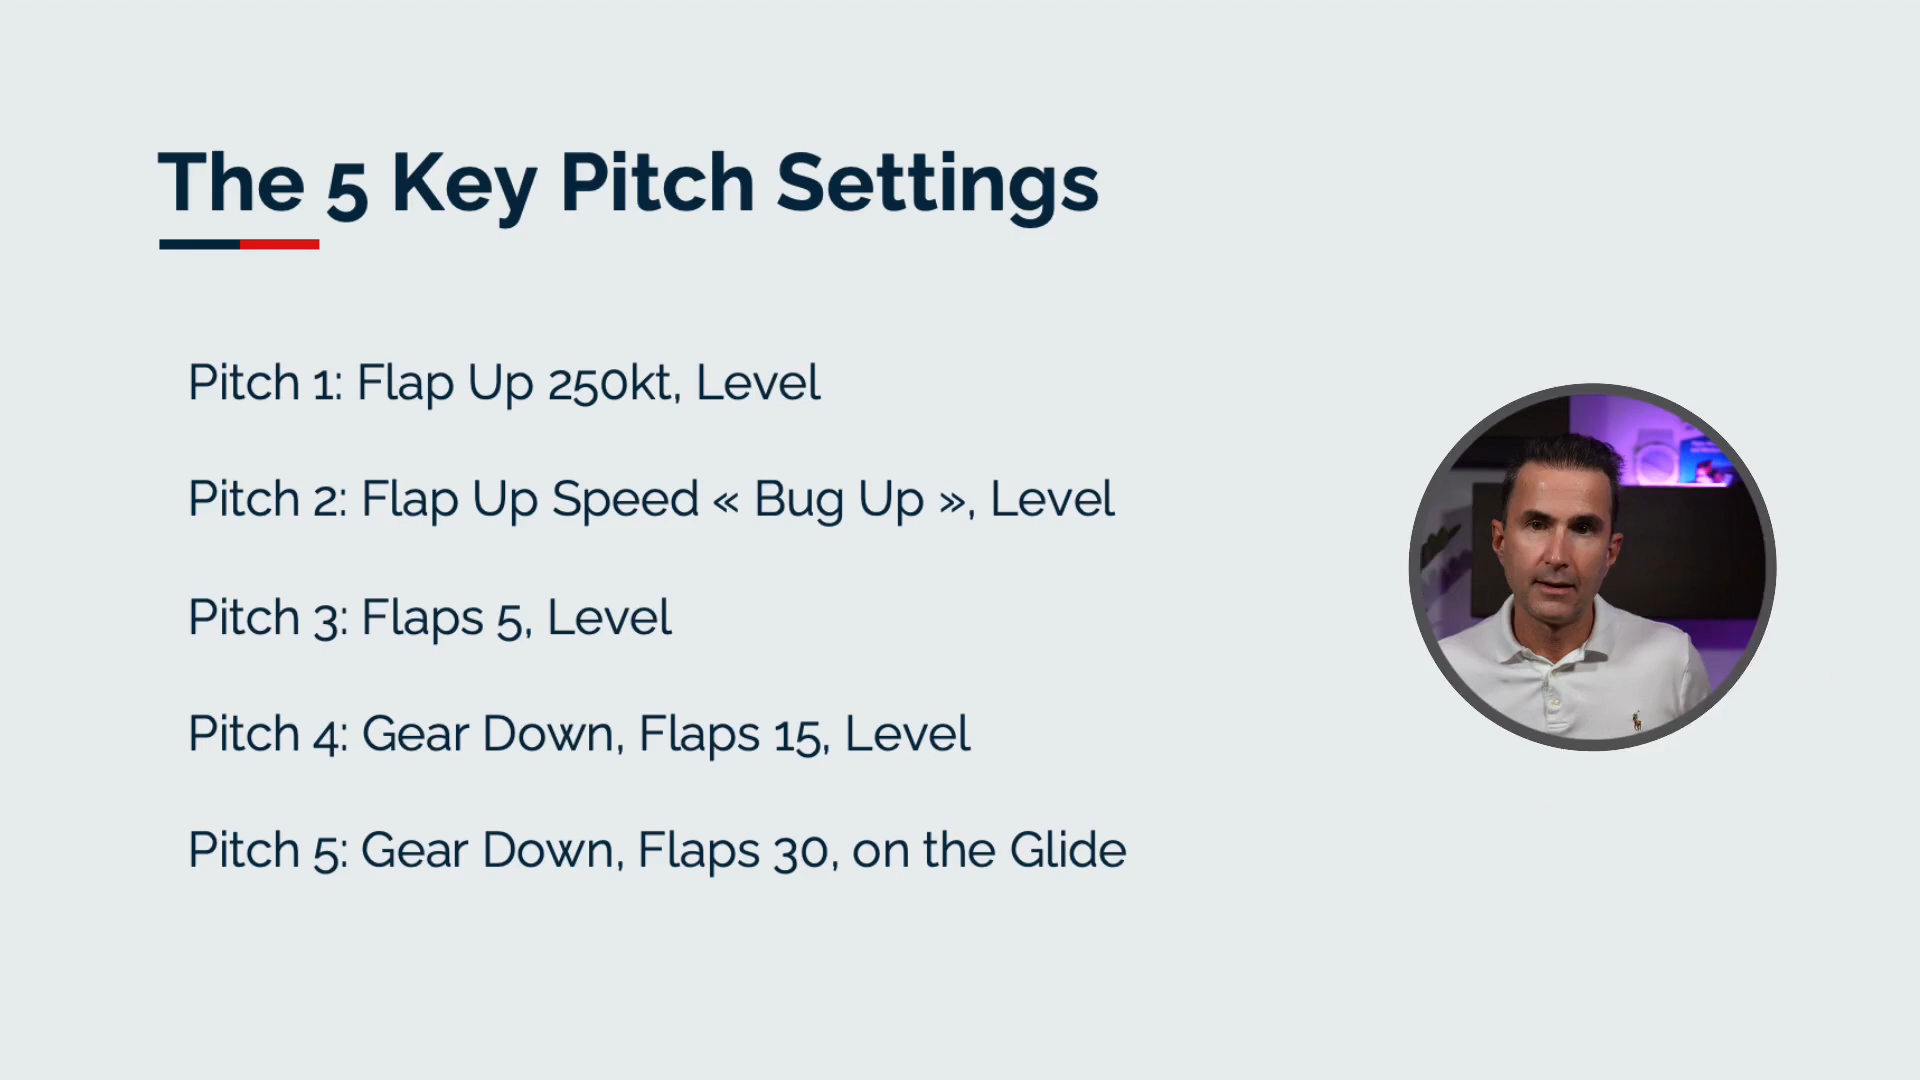 The 5 Key Pitch Settings
Pitch 1: Flap Up 250kt, Level
Pitch 2: Flap Up Speed « Bug Up », Level
Pitch 3: Flaps 5, Level
Pitch 4: Gear Down, Flaps 15, Level
Pitch 5: Gear Down, Flaps 30, on the Glide